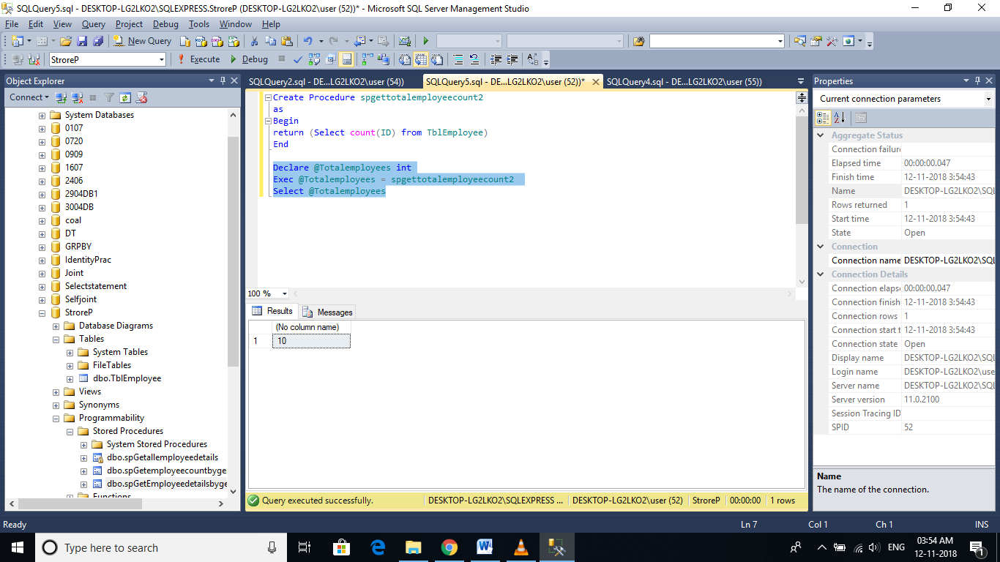 SQLQuery5.sql - DESKTOP-LG2LKO2\SQLEXPRESS.StroreP (DESKTOP-LG2LKO2\user (52))* - Microsoft SQL Server Management Studio
File Edit View Query Project Debug Tools Window Help
New Query
StroreP Execute Debug
Object Explorer
Connect
System Databases
0107
0720
0909
1607
2406
2904DB1
3004DB
coal
DT
GRPBY
IdentityPrac
Joint
Selectstatement
Selfjoint
StroreP
Database Diagrams
Tables
System Tables
FileTables
dbo.TblEmployee
Views
Synonyms
Programmability
Stored Procedures
System Stored Procedures
dbo.spGetallemployeedetails
dbo.spGetemployeecountbyge
dbo.spGetEmployeedetailsbyge
Functions
SQLQuery2.sql - DE...LG2LKO2\user (54))
SQLQuery5.sql - DE...LG2LKO2\user (52))*
SQLQuery4.sql - DE...LG2LKO2\user (55))
Create Procedure spgettotalemployeecount2
as
Begin
return (Select count(ID) from TblEmployee)
End
Declare @Totalemployees int
Exec @Totalemployees = spgettotalemployeecount2
Select @Totalemployees
100 %
Results Messages
(No column name)
1 10
Query executed successfully. DESKTOP-LG2LKO2\SQLEXPRESS ... DESKTOP-LG2LKO2\user (52) StroreP 00:00:00 1 rows
Properties
Current connection parameters
Aggregate Status
Connection failure
Elapsed time 00:00:00.047
Finish time 12-11-2018 3:54:43
Name DESKTOP-LG2LKO2\SQL
Rows returned 1
Start time 12-11-2018 3:54:43
State Open
Connection
Connection name DESKTOP-LG2LKO2\SQL
Connection Details
Connection elaps 00:00:00.047
Connection finish 12-11-2018 3:54:43
Connection rows 1
Connection start t 12-11-2018 3:54:43
Connection state Open
Display name DESKTOP-LG2LKO2\SQL
Login name DESKTOP-LG2LKO2\use
Server name DESKTOP-LG2LKO2\SQL
Server version 11.0.2100
Session Tracing ID
SPID 52
Name
The name of the connection.
Ready Ln 7 Col 1 Ch 1 INS
Type here to search
ENG
03:54 AM
12-11-2018
1